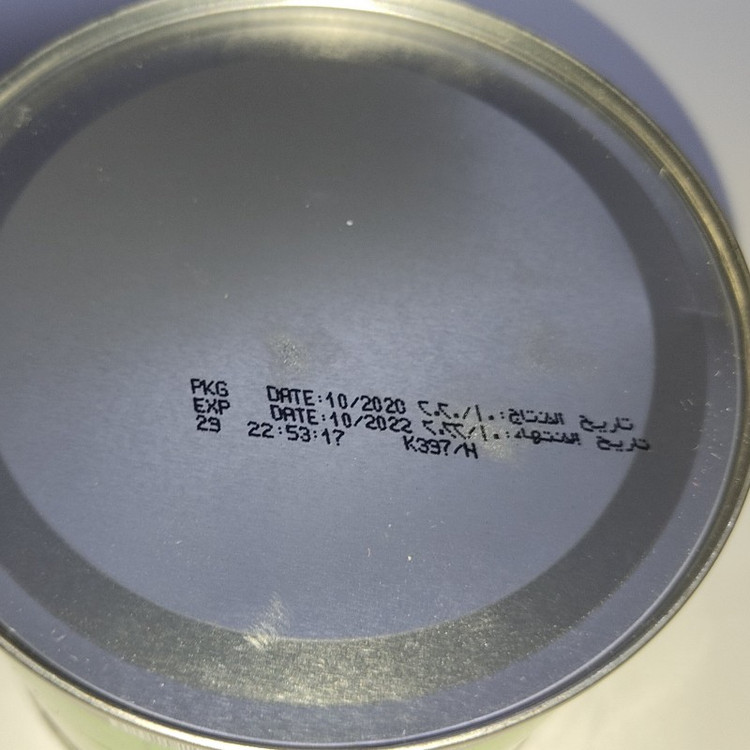 PKG DATE:10/2020 تاريخ الانتاج:١٠/٢٠٢٠
EXP DATE:10/2022 تاريخ الانتهاء:١٠/٢٠٢٢
29 22:53:17 K397/H